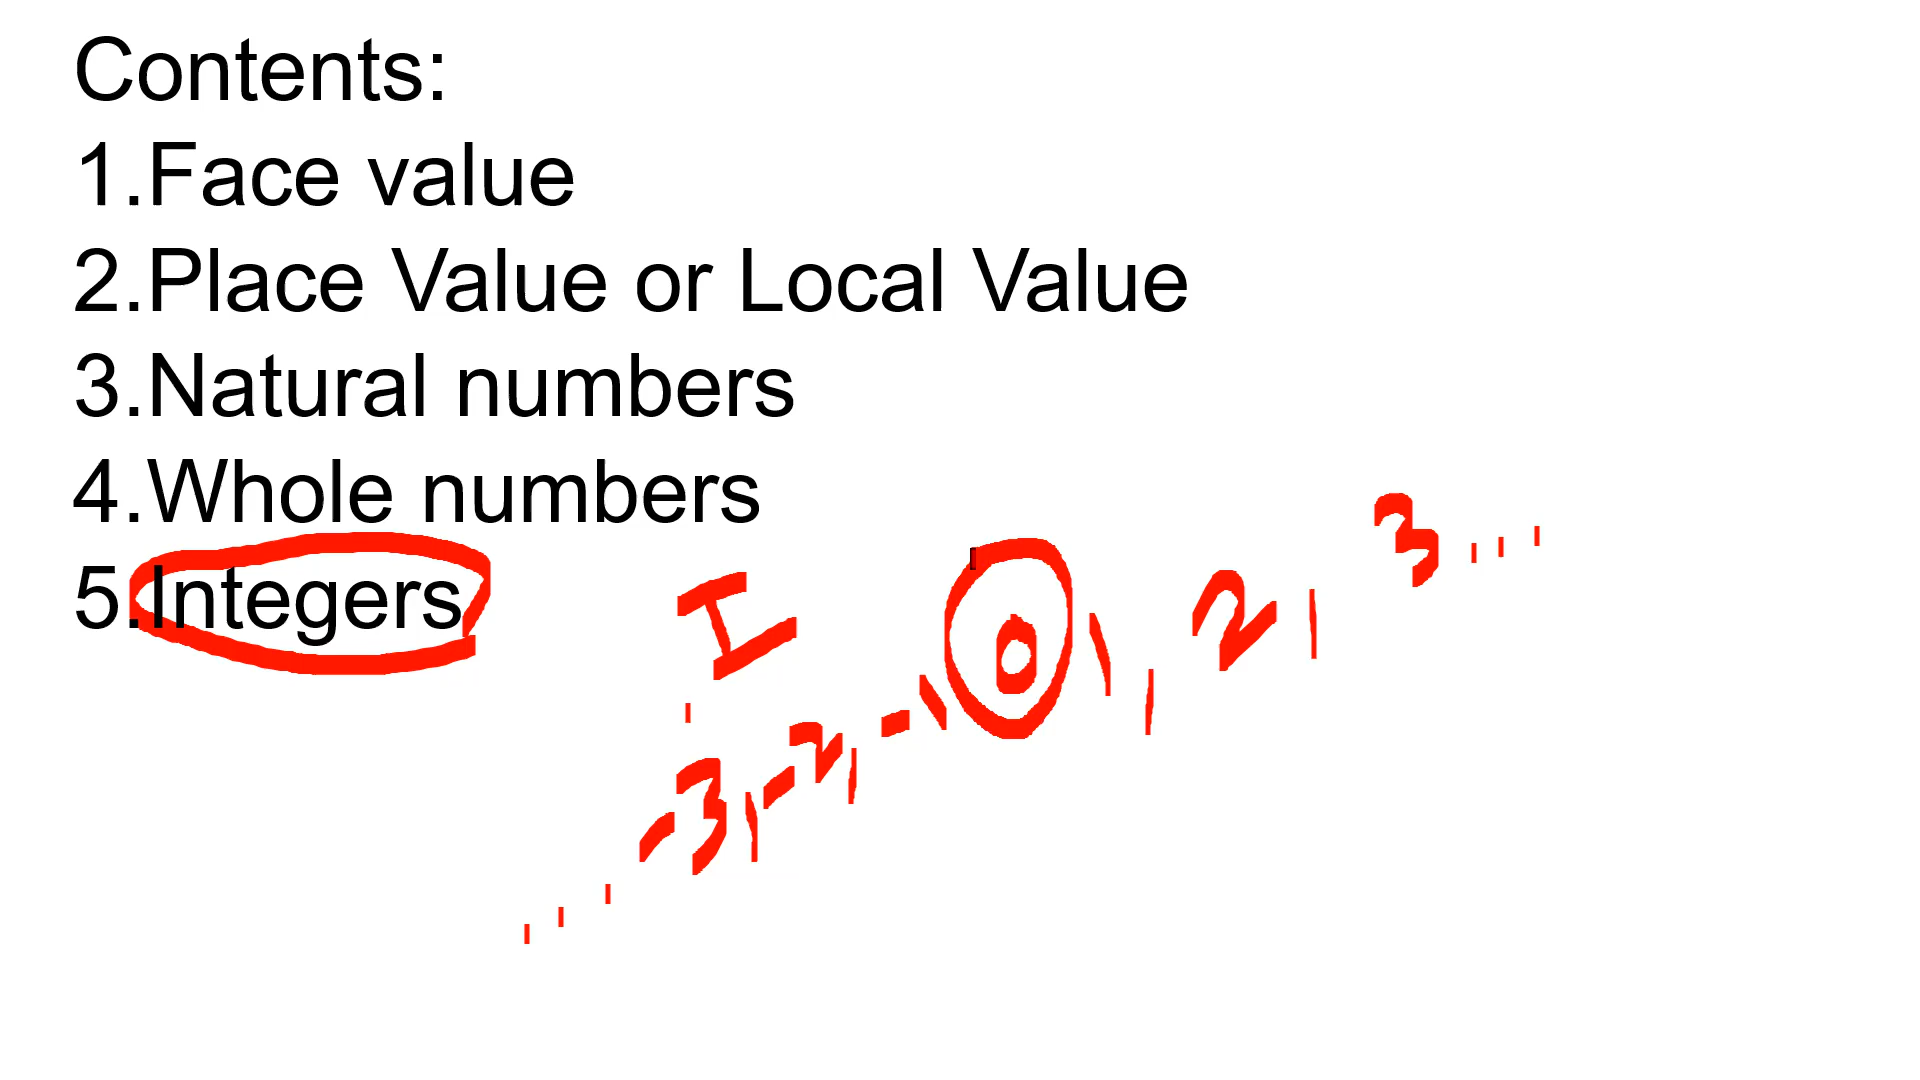 Contents:
1.Face value
2.Place Value or Local Value
3.Natural numbers
4.Whole numbers
5.Integers
I
... -3, -2, -1 0 1, 2, 3 ...